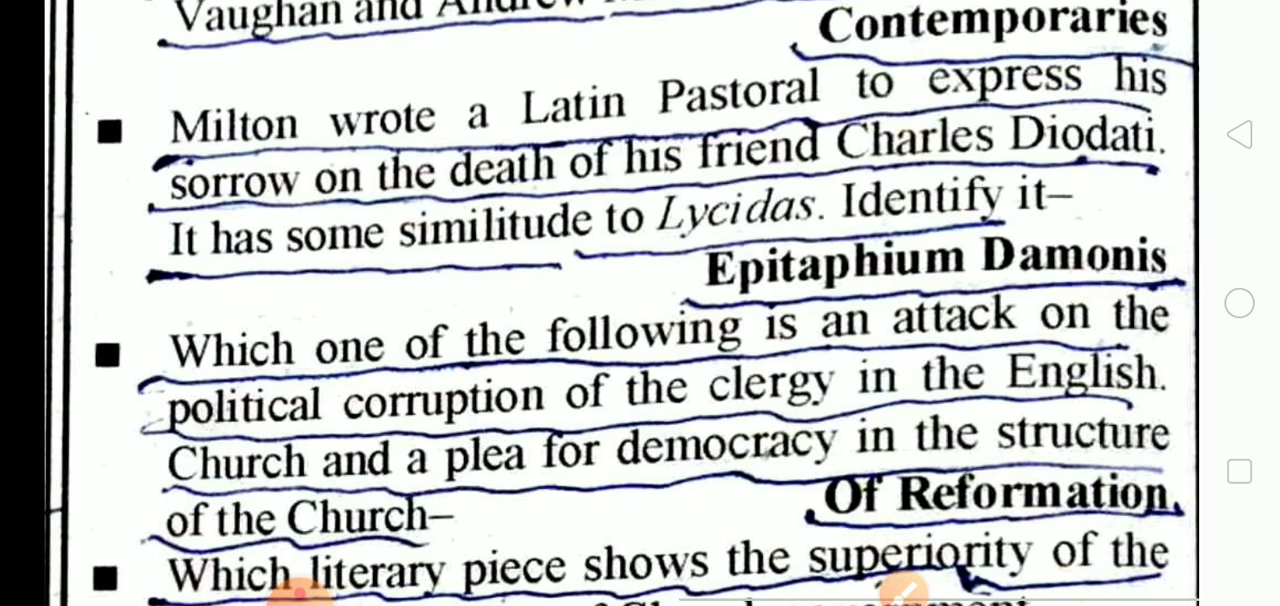 Vaughan and Andrew
Contemporaries
■ Milton wrote a Latin Pastoral to express his
sorrow on the death of his friend Charles Diodati.
It has some similitude to Lycidas. Identify it–
Epitaphium Damonis
■ Which one of the following is an attack on the
political corruption of the clergy in the English.
Church and a plea for democracy in the structure
of the Church–
Of Reformation.
■ Which literary piece shows the superiority of the